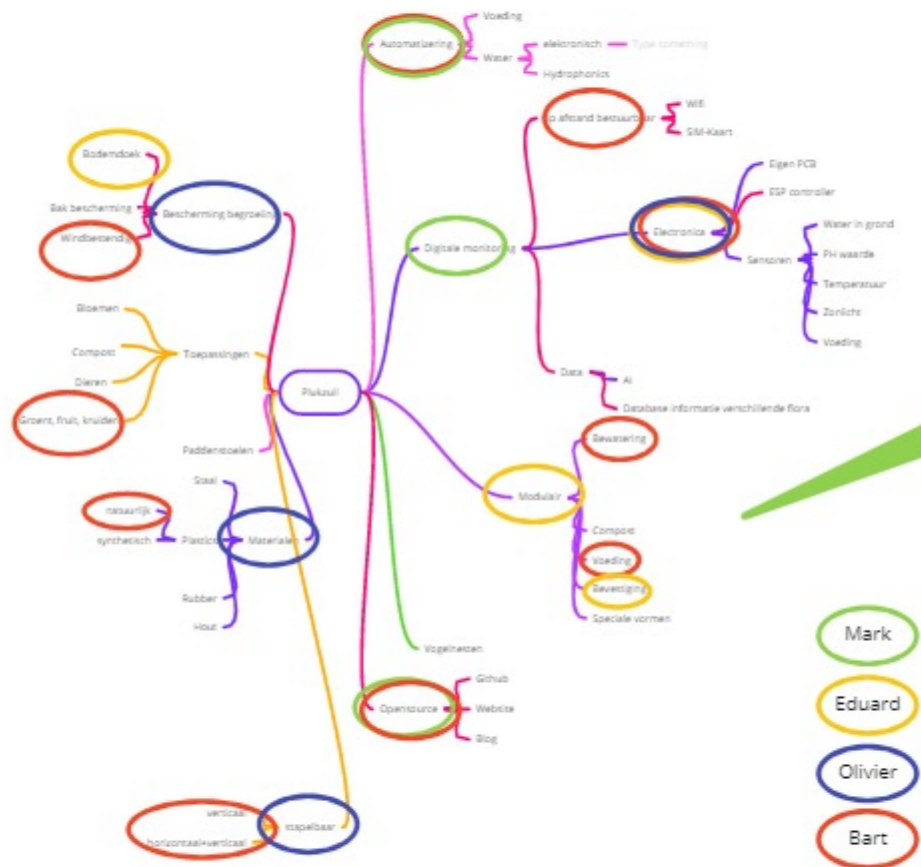 Automatizering
Voeding
Water
elektronisch
Type something
Hydrophonics
op afstand bestuurbaar
Wifi
SIM-Kaart
Digitale monitoring
Electronica
Eigen PCB
ESP controller
Sensoren
Water in grond
PH waarde
Temperatuur
Zonlicht
Voeding
Data
AI
Database informatie verschillende flora
Bodemdoek
Bak bescherming
Windbestendig
Bescherming begroeiing
Bloemen
Compost
Dieren
Groent, fruit, kruiden
Toepassingen
Plukzuil
Paddenstoelen
Staal
natuurlijk
synthetisch
Plastics
Materialen
Rubber
Hout
Modulair
Bewatering
Compost
Voeding
Bevestiging
Speciale vormen
Vogelnesten
Opensource
Github
Website
Blog
verticaal
horizontaal+verticaal
stapelbaar
Mark
Eduard
Olivier
Bart